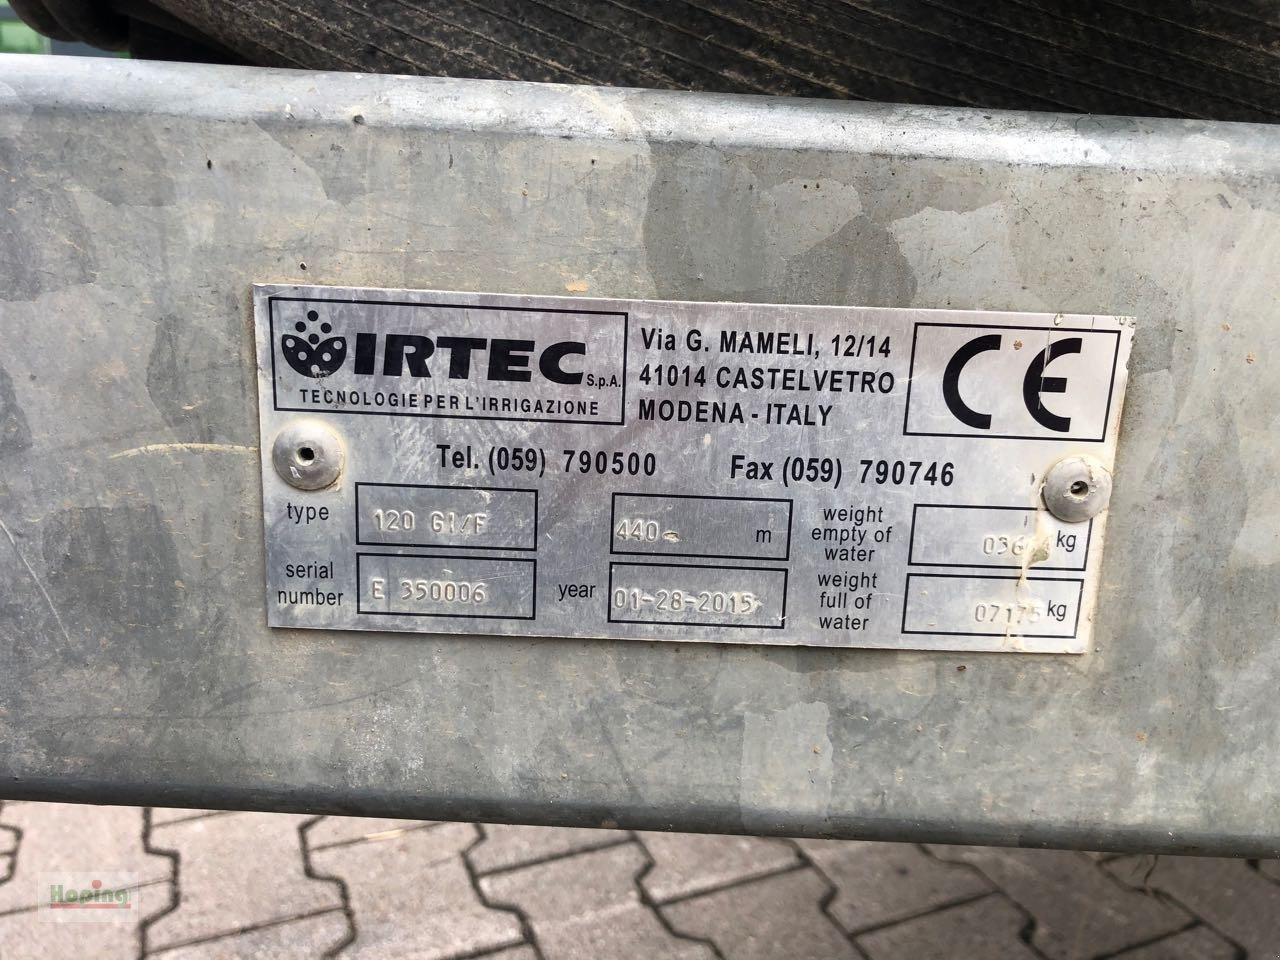 IRTEC S.p.A.
TECNOLOGIE PER L'IRRIGAZIONE
Via G. MAMELI, 12/14
41014 CASTELVETRO
MODENA - ITALY
CE
Tel. (059) 790500 Fax (059) 790746
type 120 G1/F
440- m
weight empty of water kg
serial number E 350006
year 01-28-2015
weight full of water 07175 kg
Hoping